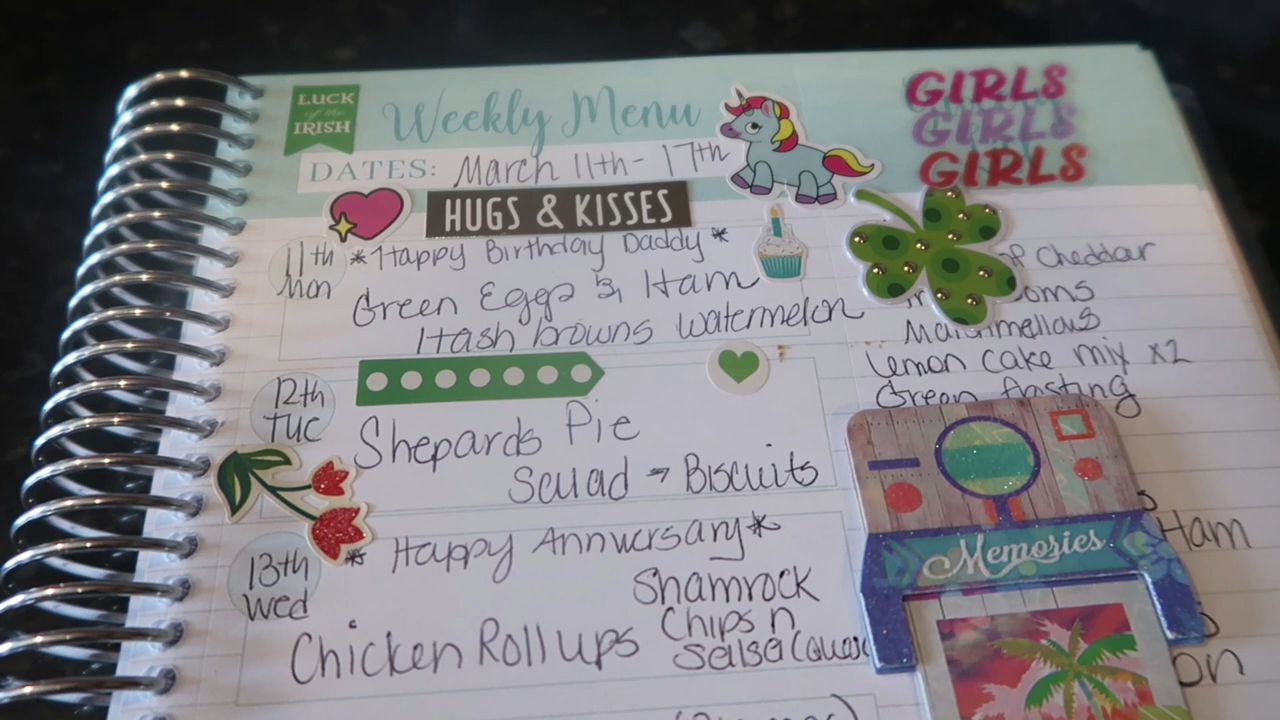 LUCK
of the
IRISH
Weekly Menu
DATES: March 11th - 17th
GIRLS
GIRLS
GIRLS
HUGS & KISSES
11th
Mon
*Happy Birthday Daddy*
Green Eggs & Ham
Hash browns watermelon
Cheddar
Marshmellows
Lemon Cake mix x2
Green frosting
12th
Tue
Shepards Pie
Salad → Biscuits
13th
Wed
* Happy Anniversary*
Shamrock
Chips n
Salsa
Chicken Roll ups
Ham
Memories